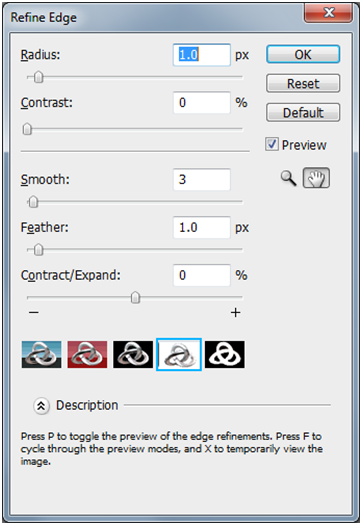 Refine Edge
Radius: 1.0 px OK
Reset
Contrast: 0 % Default
Preview
Smooth: 3
Feather: 1.0 px
Contract/Expand: 0 %
− +
Description
Press P to toggle the preview of the edge refinements. Press F to
cycle through the preview modes, and X to temporarily view the
image.